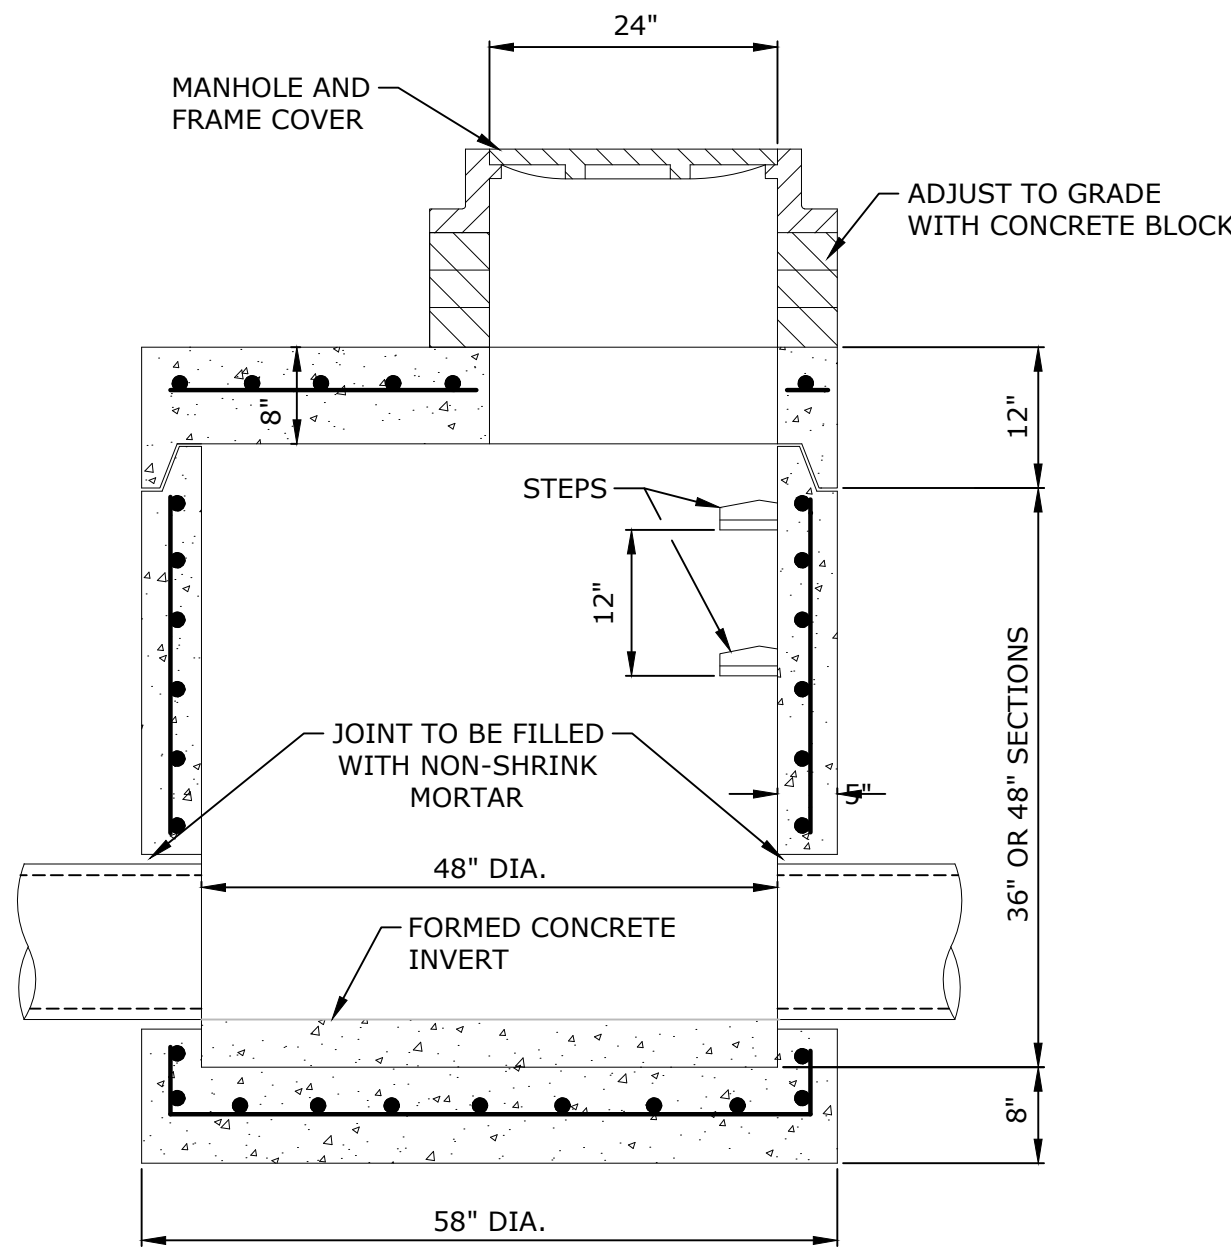 24"
MANHOLE AND
FRAME COVER
ADJUST TO GRADE
WITH CONCRETE BLOCK
8"
12"
STEPS
12"
36" OR 48" SECTIONS
JOINT TO BE FILLED
WITH NON-SHRINK
MORTAR
5"
48" DIA.
FORMED CONCRETE
INVERT
8"
58" DIA.